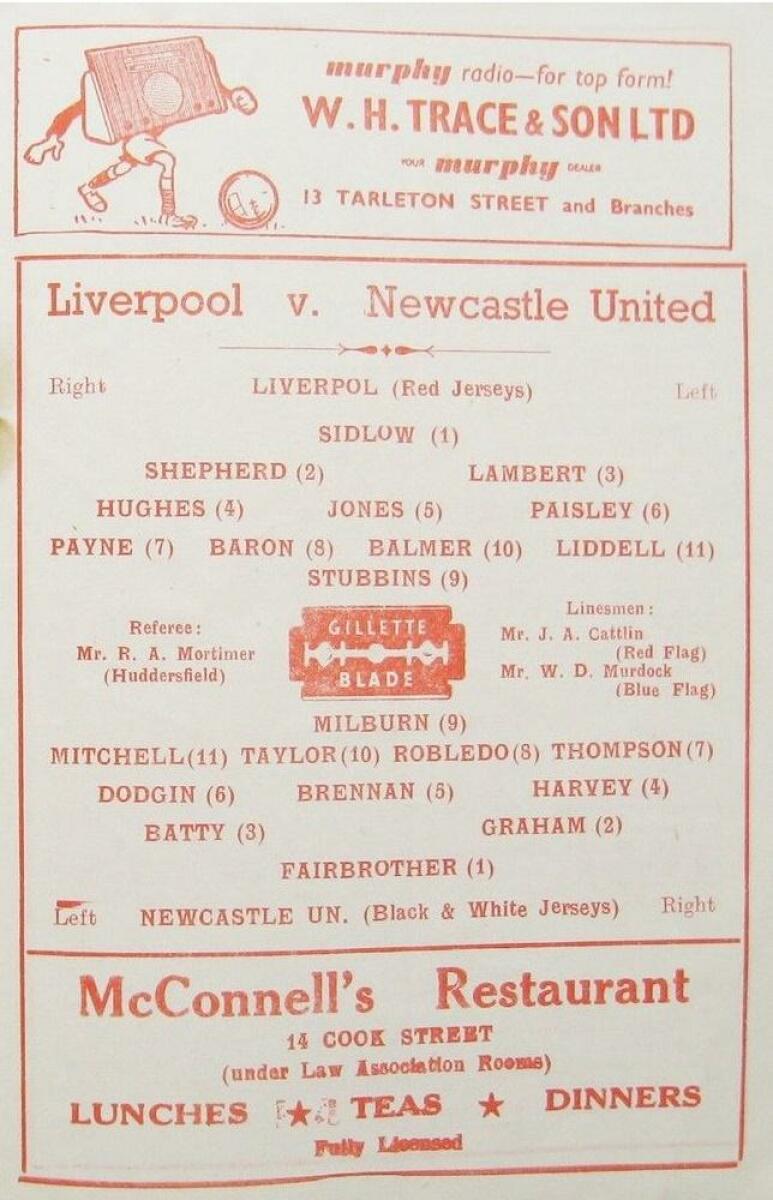 murphy radio—for top form!
W. H. TRACE & SON LTD
YOUR murphy DEALER
13 TARLETON STREET and Branches
Liverpool v. Newcastle United
Right LIVERPOL (Red Jerseys) Left
SIDLOW (1)
SHEPHERD (2) LAMBERT (3)
HUGHES (4) JONES (5) PAISLEY (6)
PAYNE (7) BARON (8) BALMER (10) LIDDELL (11)
STUBBINS (9)
Referee:
Mr. R. A. Mortimer
(Huddersfield)
GILLETTE
BLADE
Linesmen:
Mr. J. A. Cattlin
(Red Flag)
Mr. W. D. Murdock
(Blue Flag)
MILBURN (9)
MITCHELL(11) TAYLOR(10) ROBLEDO(8) THOMPSON(7)
DODGIN (6) BRENNAN (5) HARVEY (4)
BATTY (3) GRAHAM (2)
FAIRBROTHER (1)
Left NEWCASTLE UN. (Black & White Jerseys) Right
McConnell's Restaurant
14 COOK STREET
(under Law Association Rooms)
LUNCHES ★ TEAS ★ DINNERS
Fully Licensed